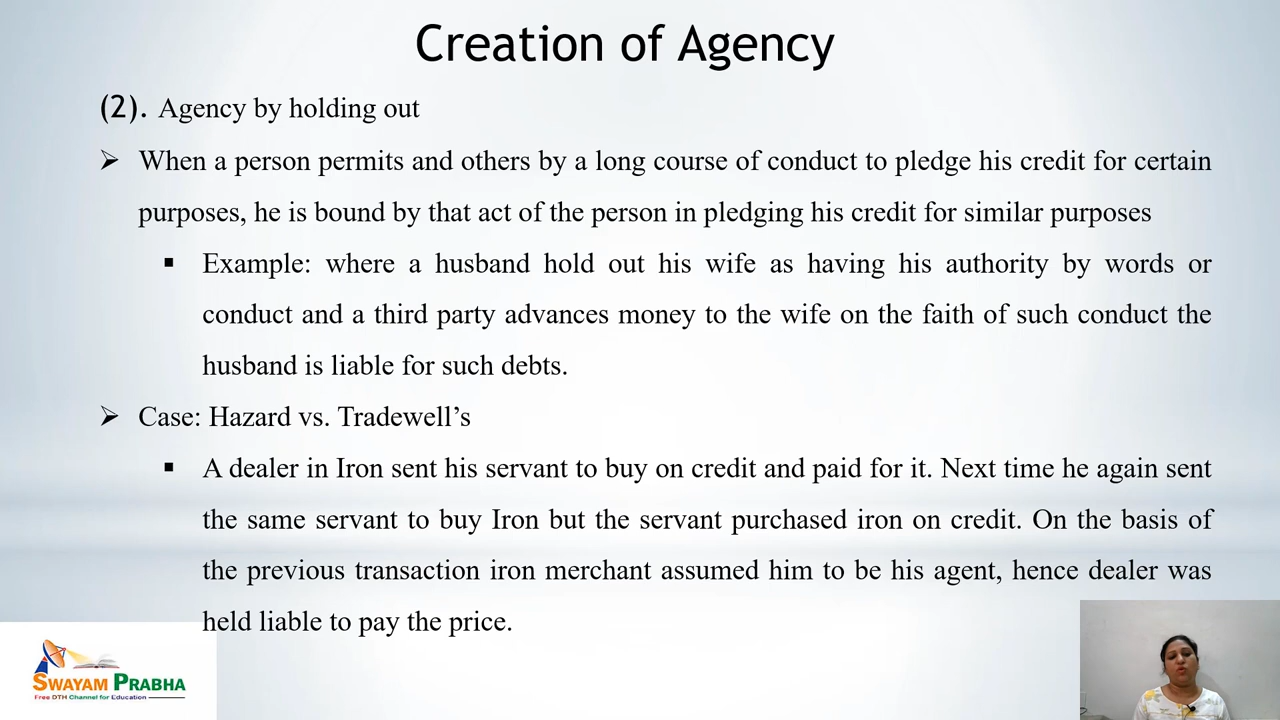 Creation of Agency
(2). Agency by holding out
➢ When a person permits and others by a long course of conduct to pledge his credit for certain
purposes, he is bound by that act of the person in pledging his credit for similar purposes
▪ Example: where a husband hold out his wife as having his authority by words or
conduct and a third party advances money to the wife on the faith of such conduct the
husband is liable for such debts.
➢ Case: Hazard vs. Tradewell’s
▪ A dealer in Iron sent his servant to buy on credit and paid for it. Next time he again sent
the same servant to buy Iron but the servant purchased iron on credit. On the basis of
the previous transaction iron merchant assumed him to be his agent, hence dealer was
held liable to pay the price.
SWAYAM PRABHA
Free DTH Channel for Education